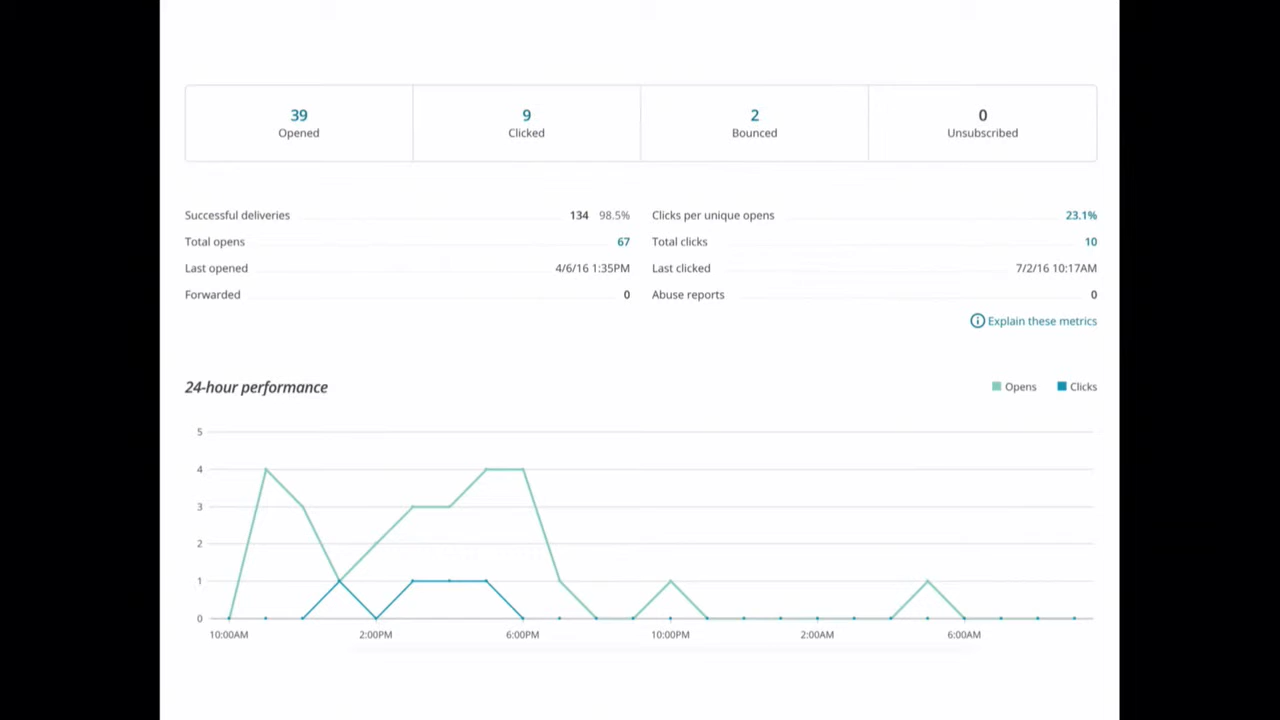 39 9 2 0
Opened Clicked Bounced Unsubscribed
Successful deliveries 134 98.5% Clicks per unique opens 23.1%
Total opens 67 Total clicks 10
Last opened 4/6/16 1:35PM Last clicked 7/2/16 10:17AM
Forwarded 0 Abuse reports 0
Explain these metrics
24-hour performance Opens Clicks
5
4
3
2
1
0
10:00AM 2:00PM 6:00PM 10:00PM 2:00AM 6:00AM